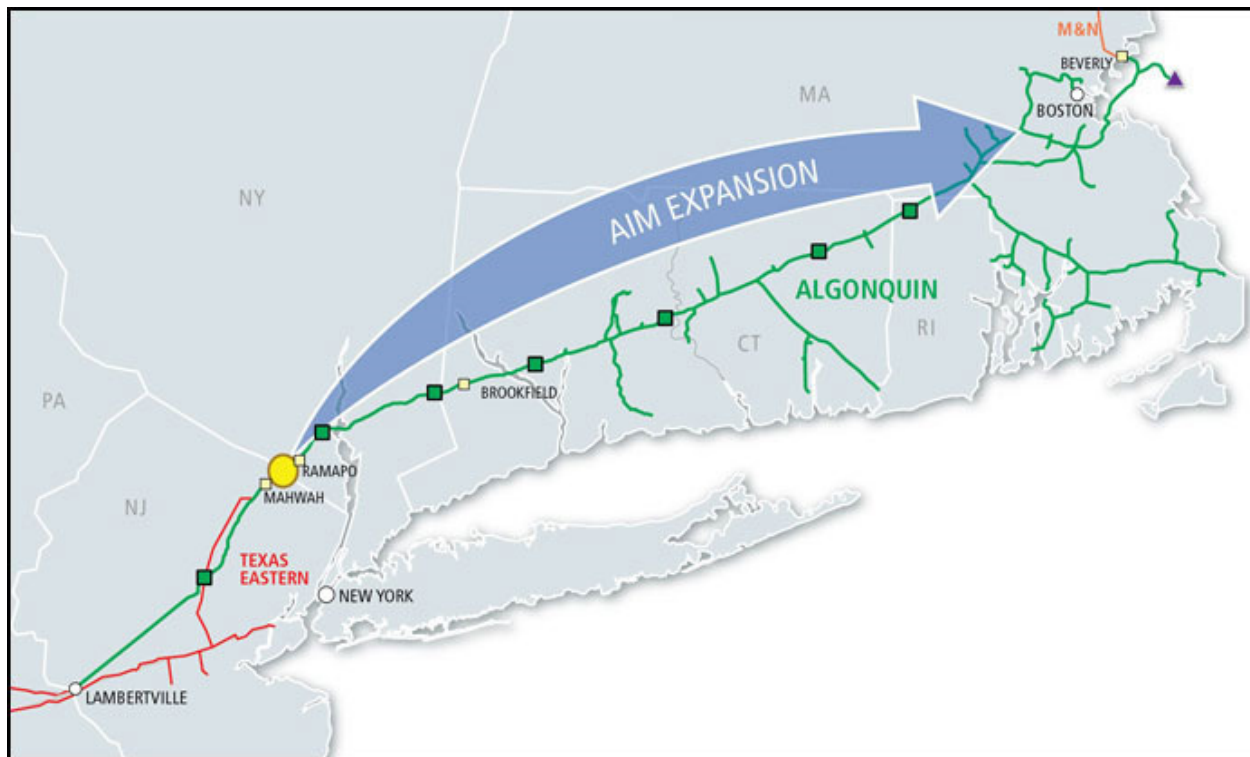 M&N
BEVERLY
MA
BOSTON
NY
AIM EXPANSION
ALGONQUIN
RI
CT
BROOKFIELD
PA
RAMAPO
MAHWAH
NJ
TEXAS
EASTERN
NEW YORK
LAMBERTVILLE